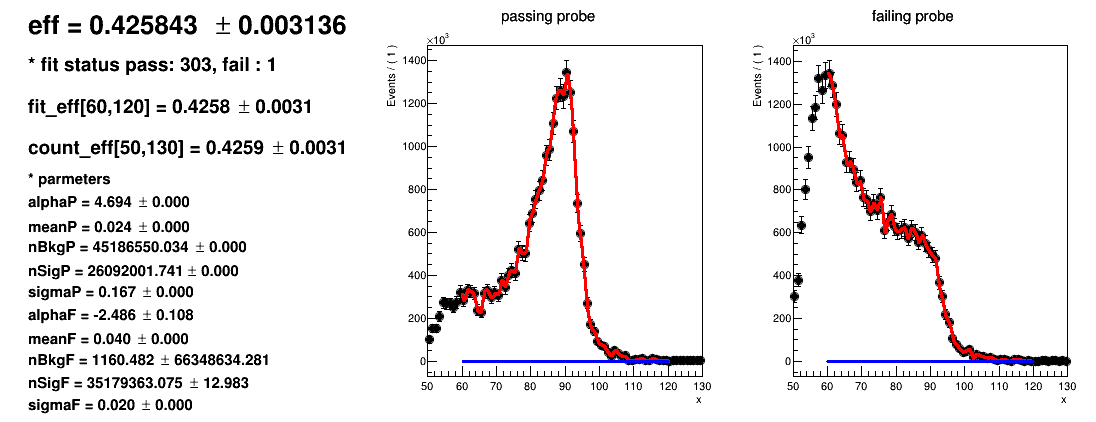 eff = 0.425843 ± 0.003136
* fit status pass: 303, fail : 1
fit_eff[60,120] = 0.4258 ± 0.0031
count_eff[50,130] = 0.4259 ± 0.0031
* parmeters
alphaP = 4.694 ± 0.000
meanP = 0.024 ± 0.000
nBkgP = 45186550.034 ± 0.000
nSigP = 26092001.741 ± 0.000
sigmaP = 0.167 ± 0.000
alphaF = -2.486 ± 0.108
meanF = 0.040 ± 0.000
nBkgF = 1160.482 ± 66348634.281
nSigF = 35179363.075 ± 12.983
sigmaF = 0.020 ± 0.000
passing probe
×10³
Events / ( 1 )
1400
1200
1000
800
600
400
200
0
50 60 70 80 90 100 110 120 130
x
failing probe
×10³
Events / ( 1 )
1400
1200
1000
800
600
400
200
0
50 60 70 80 90 100 110 120 130
x